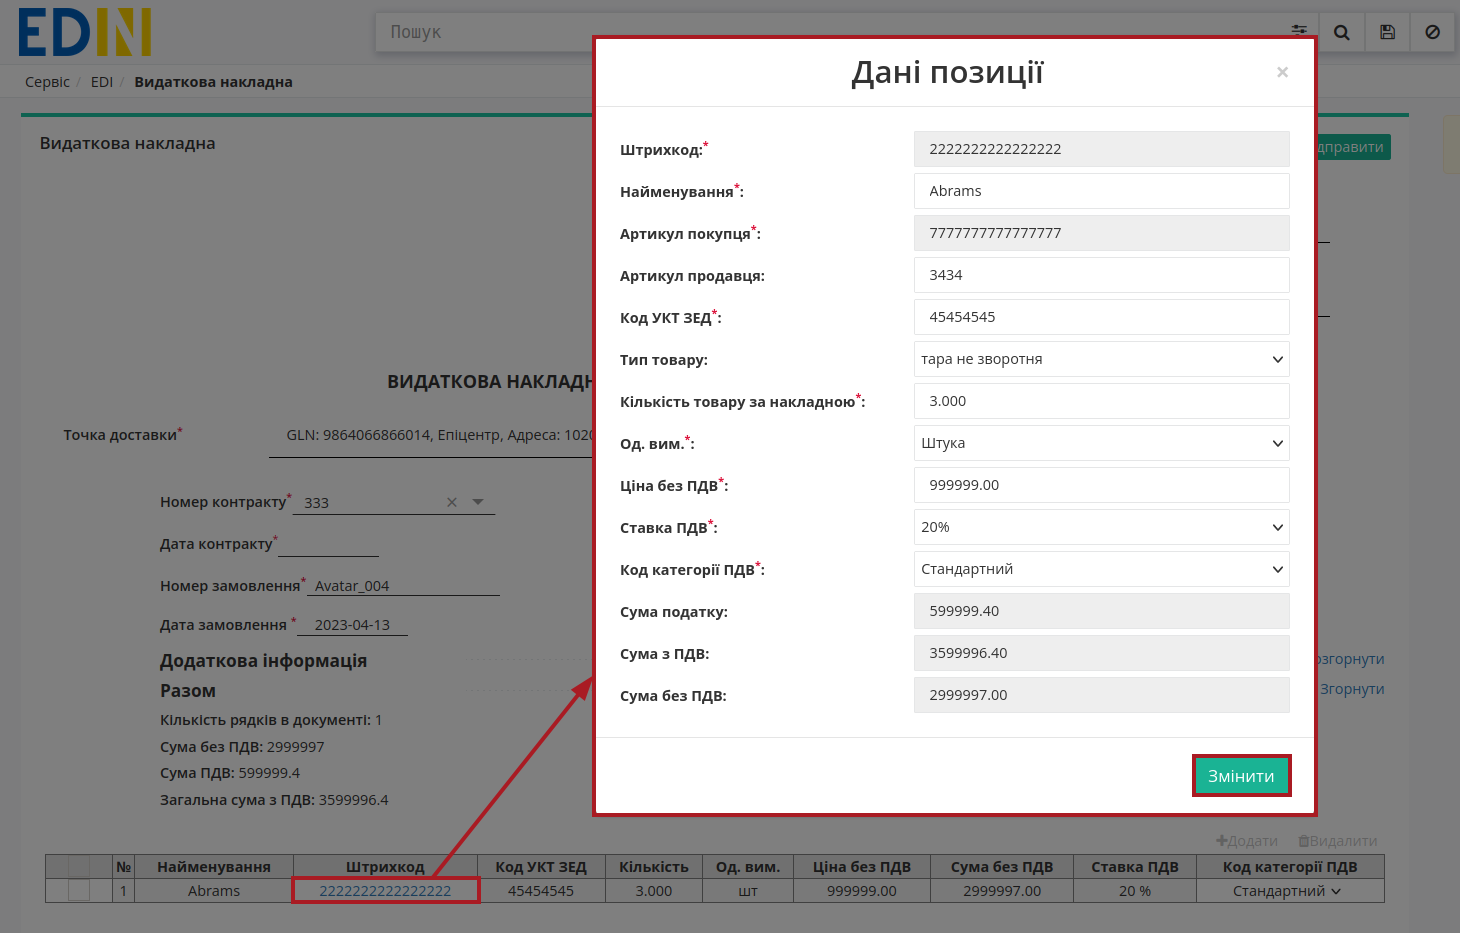 EDIN
Пошук
Сервіс / EDI / Видаткова накладна
Видаткова накладна
дправити
ВИДАТКОВА НАКЛАДН
Точка доставки* GLN: 9864066866014, Епіцентр, Адреса: 1020
Номер контракту* 333
Дата контракту*
Номер замовлення* Avatar_004
Дата замовлення * 2023-04-13
Додаткова інформація
озгорнути
Разом
Згорнути
Кількість рядків в документі: 1
Сума без ПДВ: 2999997
Сума ПДВ: 599999.4
Загальна сума з ПДВ: 3599996.4
Дані позиції ×
Штрихкод:* 2222222222222222
Найменування*: Abrams
Артикул покупця*: 7777777777777777
Артикул продавця: 3434
Код УКТ ЗЕД*: 45454545
Тип товару: тара не зворотня
Кількість товару за накладною*: 3.000
Од. вим.*: Штука
Ціна без ПДВ*: 999999.00
Ставка ПДВ*: 20%
Код категорії ПДВ*: Стандартний
Сума податку: 599999.40
Сума з ПДВ: 3599996.40
Сума без ПДВ: 2999997.00
Змінити
Додати Видалити
№ Найменування Штрихкод Код УКТ ЗЕД Кількість Од. вим. Ціна без ПДВ Сума без ПДВ Ставка ПДВ Код категорії ПДВ
1 Abrams 2222222222222222 45454545 3.000 шт 999999.00 2999997.00 20 % Стандартний